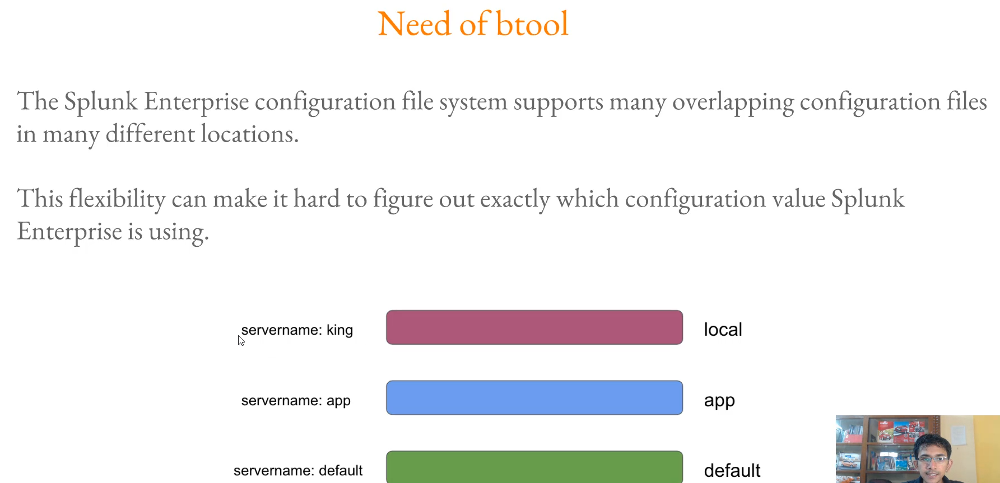 Need of btool
The Splunk Enterprise configuration file system supports many overlapping configuration files
in many different locations.
This flexibility can make it hard to figure out exactly which configuration value Splunk
Enterprise is using.
servername: king local
servername: app app
servername: default default